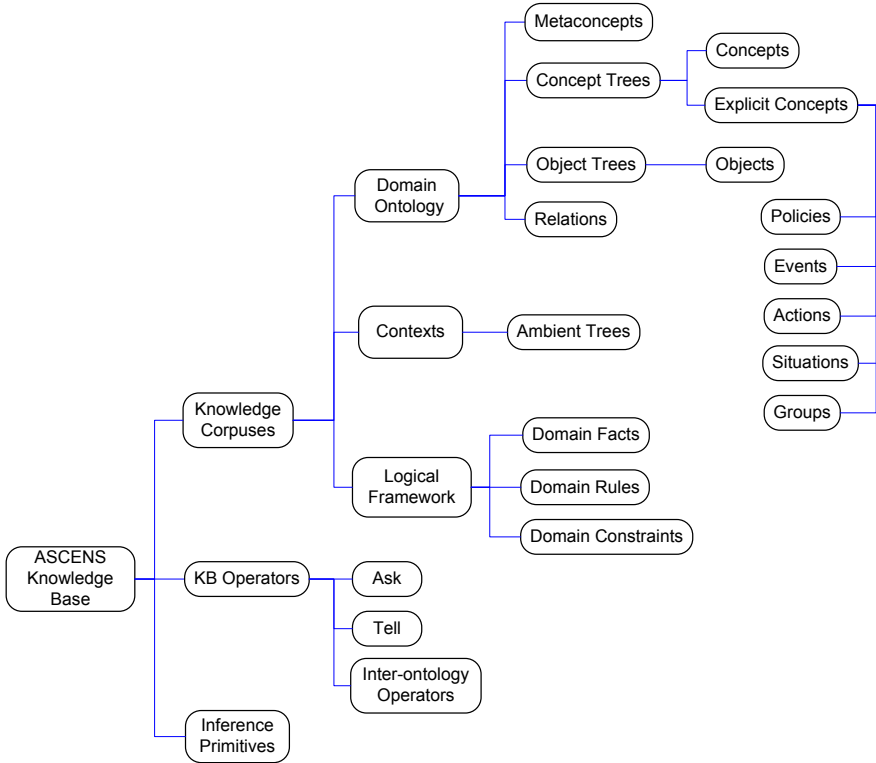 Metaconcepts
Concepts
Concept Trees
Explicit Concepts
Object Trees
Objects
Domain
Ontology
Policies
Relations
Events
Actions
Contexts
Ambient Trees
Situations
Knowledge
Corpuses
Groups
Domain Facts
Logical
Framework
Domain Rules
Domain Constraints
ASCENS
Knowledge
Base
KB Operators
Ask
Tell
Inter-ontology
Operators
Inference
Primitives